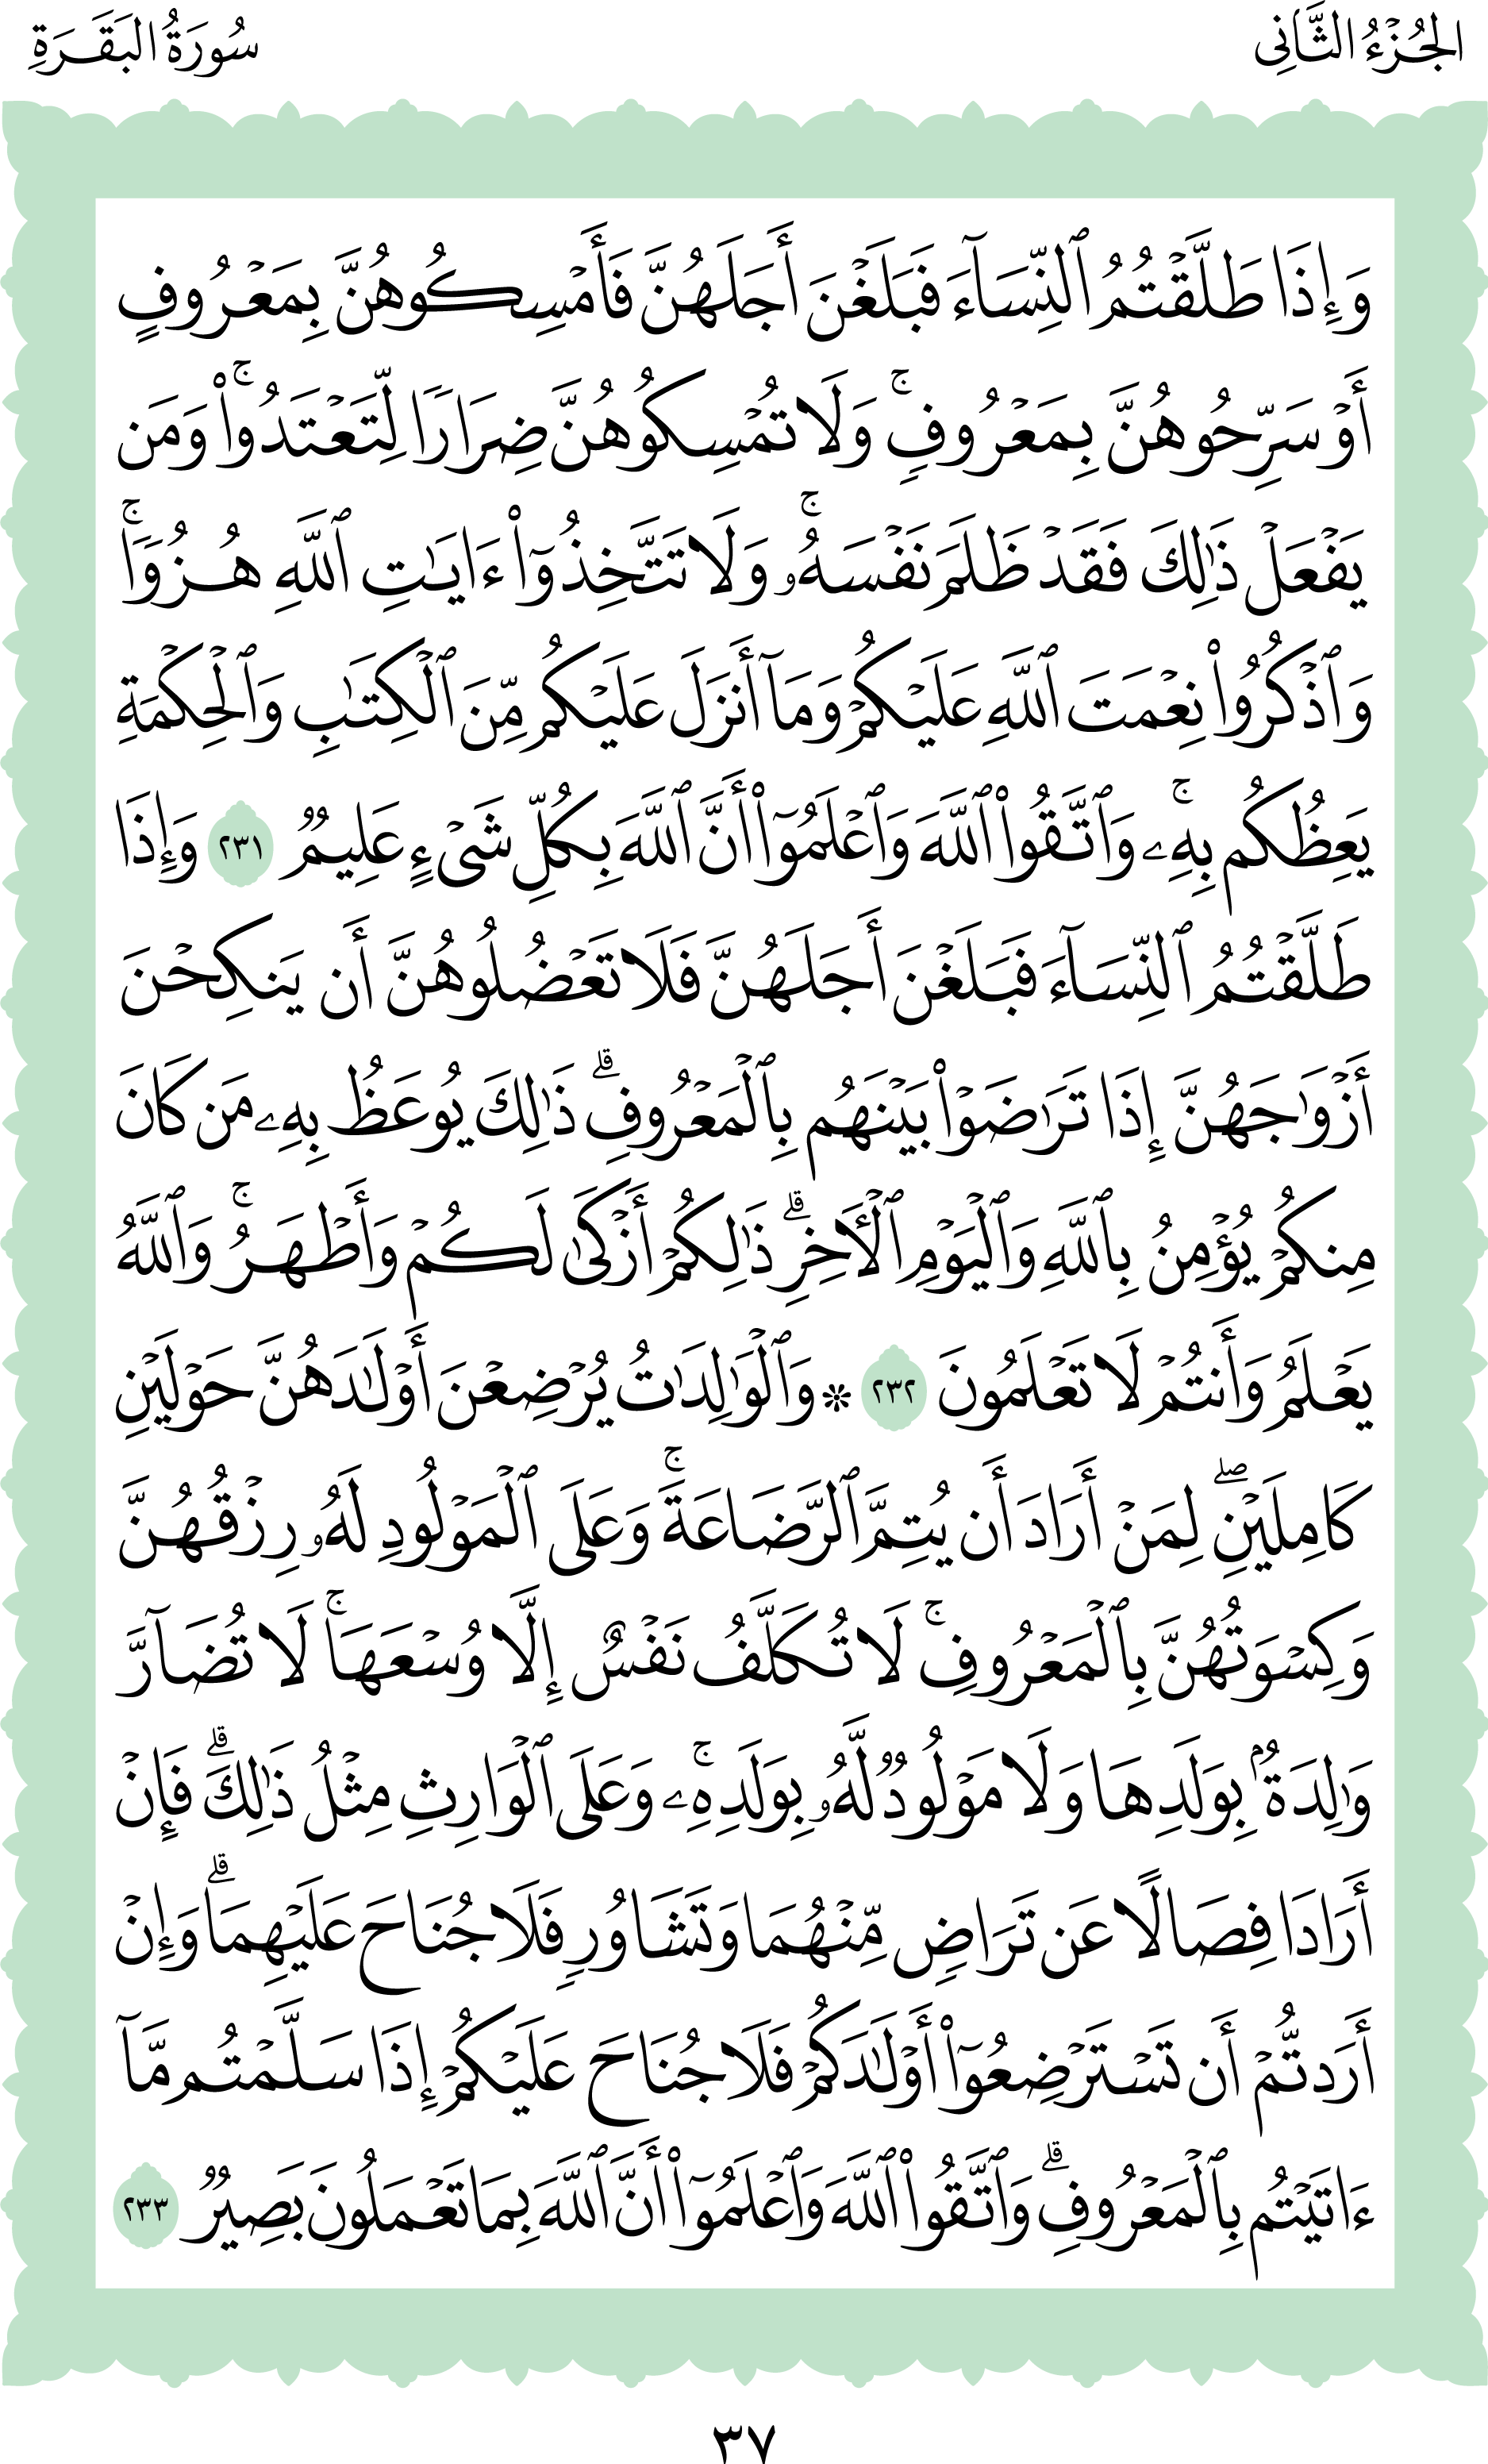 الجُزْءُ الثَّانِى
سُورَةُ البَقَرَةِ
وَإِذَا طَلَّقۡتُمُ ٱلنِّسَآءَ فَبَلَغۡنَ أَجَلَهُنَّ فَأَمۡسِكُوهُنَّ بِمَعۡرُوفٍ
أَوۡ سَرِّحُوهُنَّ بِمَعۡرُوفٖۚ وَلَا تُمۡسِكُوهُنَّ ضِرَارٗا لِّتَعۡتَدُواْۚ وَمَن
يَفۡعَلۡ ذَٰلِكَ فَقَدۡ ظَلَمَ نَفۡسَهُۥۚ وَلَا تَتَّخِذُوٓاْ ءَايَٰتِ ٱللَّهِ هُزُوٗاۚ
وَٱذۡكُرُواْ نِعۡمَتَ ٱللَّهِ عَلَيۡكُمۡ وَمَآ أَنزَلَ عَلَيۡكُم مِّنَ ٱلۡكِتَٰبِ وَٱلۡحِكۡمَةِ
يَعِظُكُم بِهِۦۚ وَٱتَّقُواْ ٱللَّهَ وَٱعۡلَمُوٓاْ أَنَّ ٱللَّهَ بِكُلِّ شَىۡءٍ عَلِيمٞ ٢٣١ وَإِذَا
طَلَّقۡتُمُ ٱلنِّسَآءَ فَبَلَغۡنَ أَجَلَهُنَّ فَلَا تَعۡضُلُوهُنَّ أَن يَنكِحۡنَ
أَزۡوَٰجَهُنَّ إِذَا تَرَٰضَوۡاْ بَيۡنَهُم بِٱلۡمَعۡرُوفِۗ ذَٰلِكَ يُوعَظُ بِهِۦ مَن كَانَ
مِنكُمۡ يُؤۡمِنُ بِٱللَّهِ وَٱلۡيَوۡمِ ٱلۡأٓخِرِۗ ذَٰلِكُمۡ أَزۡكَىٰ لَكُمۡ وَأَطۡهَرُۚ وَٱللَّهُ
يَعۡلَمُ وَأَنتُمۡ لَا تَعۡلَمُونَ ٢٣٢ ۞ وَٱلۡوَٰلِدَٰتُ يُرۡضِعۡنَ أَوۡلَٰدَهُنَّ حَوۡلَيۡنِ
كَامِلَيۡنِۖ لِمَنۡ أَرَادَ أَن يُتِمَّ ٱلرَّضَاعَةَۚ وَعَلَى ٱلۡمَوۡلُودِ لَهُۥ رِزۡقُهُنَّ
وَكِسۡوَتُهُنَّ بِٱلۡمَعۡرُوفِۚ لَا تُكَلَّفُ نَفۡسٌ إِلَّا وُسۡعَهَاۚ لَا تُضَآرَّ
وَٰلِدَةُۢ بِوَلَدِهَا وَلَا مَوۡلُودٞ لَّهُۥ بِوَلَدِهِۦۚ وَعَلَى ٱلۡوَارِثِ مِثۡلُ ذَٰلِكَۗ فَإِنۡ
أَرَادَا فِصَالًا عَن تَرَاضٖ مِّنۡهُمَا وَتَشَاوُرٖ فَلَا جُنَاحَ عَلَيۡهِمَاۗ وَإِنۡ
أَرَدتُّمۡ أَن تَسۡتَرۡضِعُوٓاْ أَوۡلَٰدَكُمۡ فَلَا جُنَاحَ عَلَيۡكُمۡ إِذَا سَلَّمۡتُم مَّآ
ءَاتَيۡتُم بِٱلۡمَعۡرُوفِۗ وَٱتَّقُواْ ٱللَّهَ وَٱعۡلَمُوٓاْ أَنَّ ٱللَّهَ بِمَا تَعۡمَلُونَ بَصِيرٞ ٢٣٣
٣٧